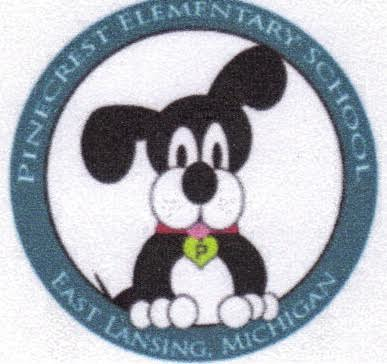 PINECREST ELEMENTARY SCHOOL
P
EAST LANSING, MICHIGAN